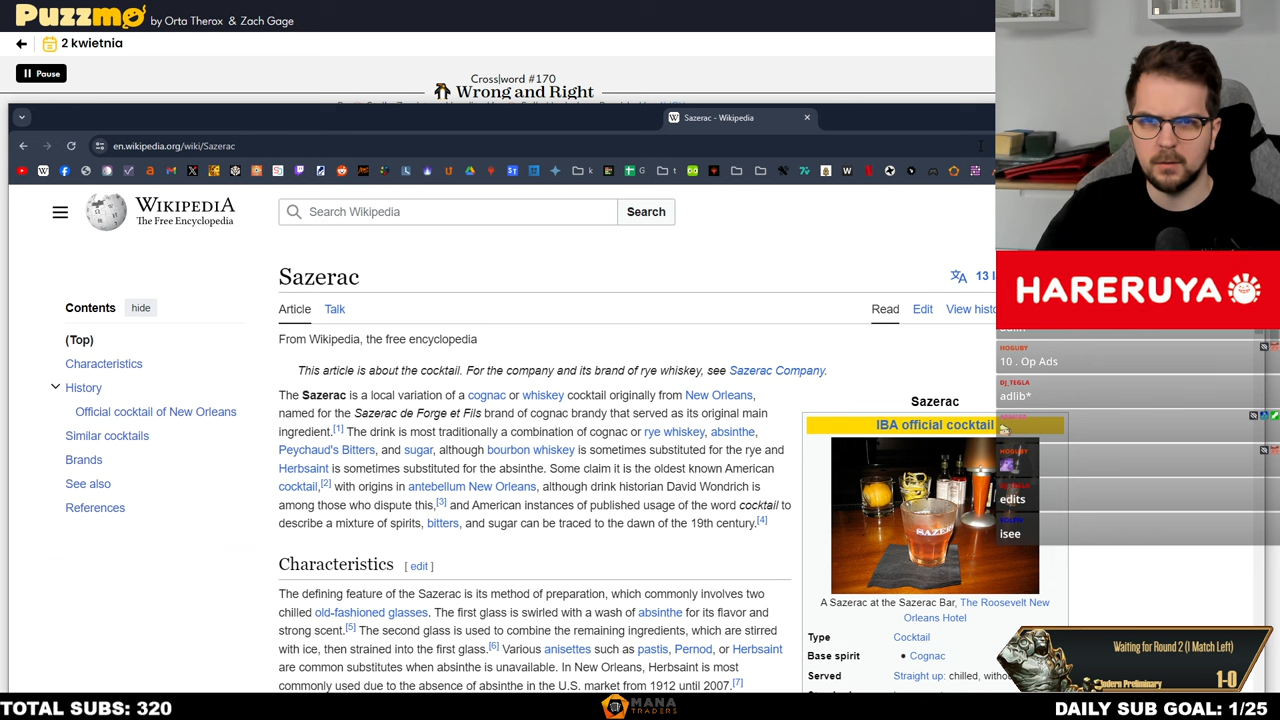 Puzzmo by Orta Therox & Zach Gage
2 kwietnia
Pause
Cross|word #170
Wrong and Right
Sazerac - Wikipedia
en.wikipedia.org/wiki/Sazerac
WIKIPEDIA
The Free Encyclopedia
Search Wikipedia
Search
Contents hide
(Top)
Characteristics
History
Official cocktail of New Orleans
Similar cocktails
Brands
See also
References
Sazerac
13 l
Article Talk
Read Edit View histo
From Wikipedia, the free encyclopedia
This article is about the cocktail. For the company and its brand of rye whiskey, see Sazerac Company.
The Sazerac is a local variation of a cognac or whiskey cocktail originally from New Orleans,
named for the Sazerac de Forge et Fils brand of cognac brandy that served as its original main
ingredient.[1] The drink is most traditionally a combination of cognac or rye whiskey, absinthe,
Peychaud's Bitters, and sugar, although bourbon whiskey is sometimes substituted for the rye and
Herbsaint is sometimes substituted for the absinthe. Some claim it is the oldest known American
cocktail,[2] with origins in antebellum New Orleans, although drink historian David Wondrich is
among those who dispute this,[3] and American instances of published usage of the word cocktail to
describe a mixture of spirits, bitters, and sugar can be traced to the dawn of the 19th century.[4]
Characteristics [ edit ]
The defining feature of the Sazerac is its method of preparation, which commonly involves two
chilled old-fashioned glasses. The first glass is swirled with a wash of absinthe for its flavor and
strong scent.[5] The second glass is used to combine the remaining ingredients, which are stirred
with ice, then strained into the first glass.[6] Various anisettes such as pastis, Pernod, or Herbsaint
are common substitutes when absinthe is unavailable. In New Orleans, Herbsaint is most
commonly used due to the absence of absinthe in the U.S. market from 1912 until 2007.[7]
Sazerac
IBA official cocktail
SAZER
A Sazerac at the Sazerac Bar, The Roosevelt New
Orleans Hotel
Type Cocktail
Base spirit • Cognac
Served Straight up: chilled, witho
HARERUYA
HOGUBY
10 . Op Ads
DJ_TEGLA
adlib*
HOGUBY
edits
isee
Waiting for Round 2 (1 Match Left)
Modern Preliminary
1-0
TOTAL SUBS: 320
MANA
TRADERS
DAILY SUB GOAL: 1/25